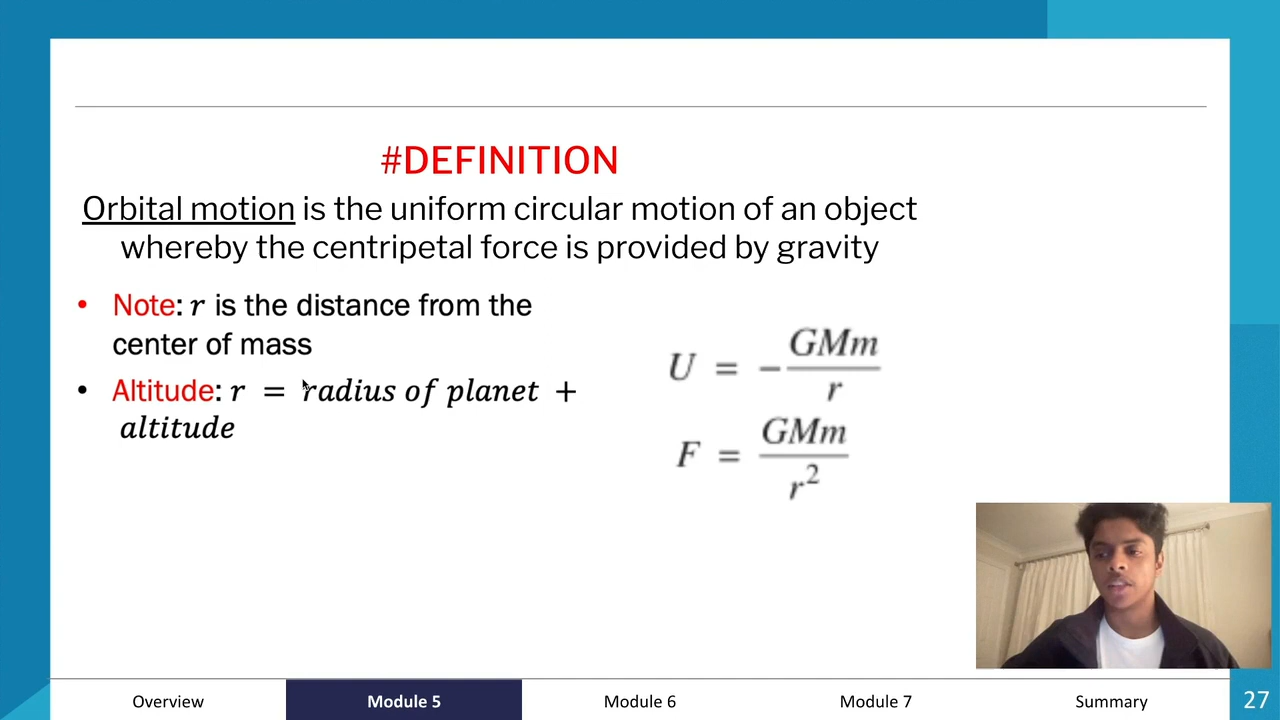 #DEFINITION
Orbital motion is the uniform circular motion of an object
whereby the centripetal force is provided by gravity
• Note: r is the distance from the
center of mass
• Altitude: r = radius of planet +
altitude
U = -GMm/r
F = GMm/r²
Overview Module 5 Module 6 Module 7 Summary 27